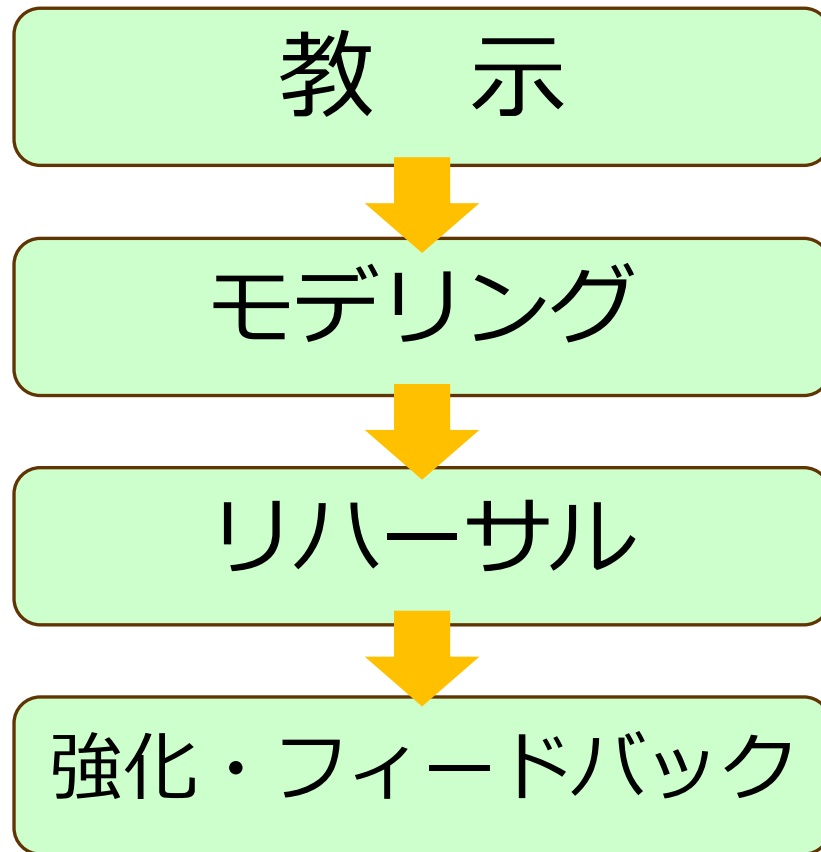 教　示
モデリング
リハーサル
強化・フィードバック